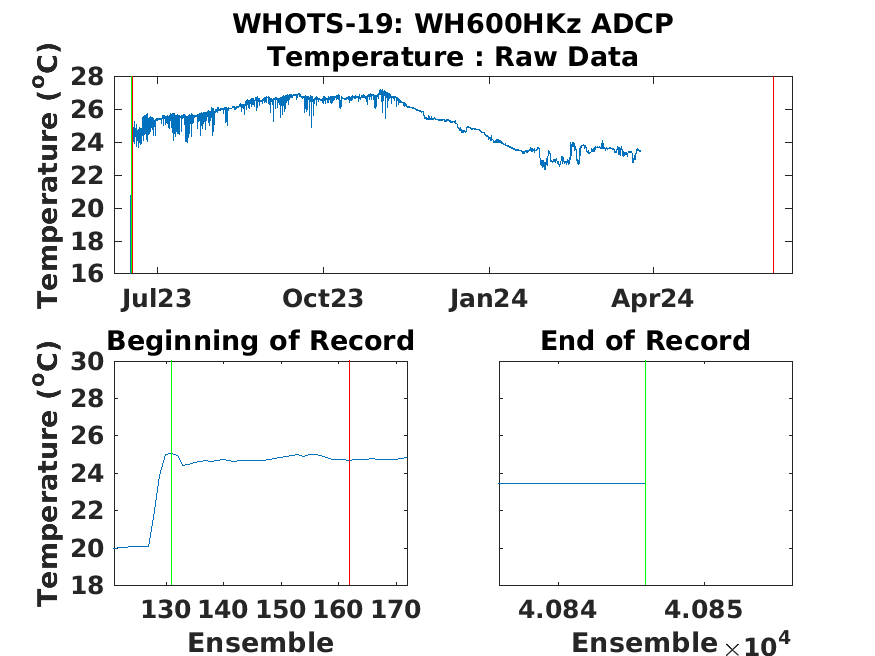 WHOTS-19: WH600HKz ADCP
Temperature : Raw Data
Temperature (°C)
28
26
24
22
20
18
16
Jul23 Oct23 Jan24 Apr24
Beginning of Record
Temperature (°C)
30
28
26
24
22
20
18
130 140 150 160 170
Ensemble
End of Record
4.084 4.085
Ensemble ×10⁴